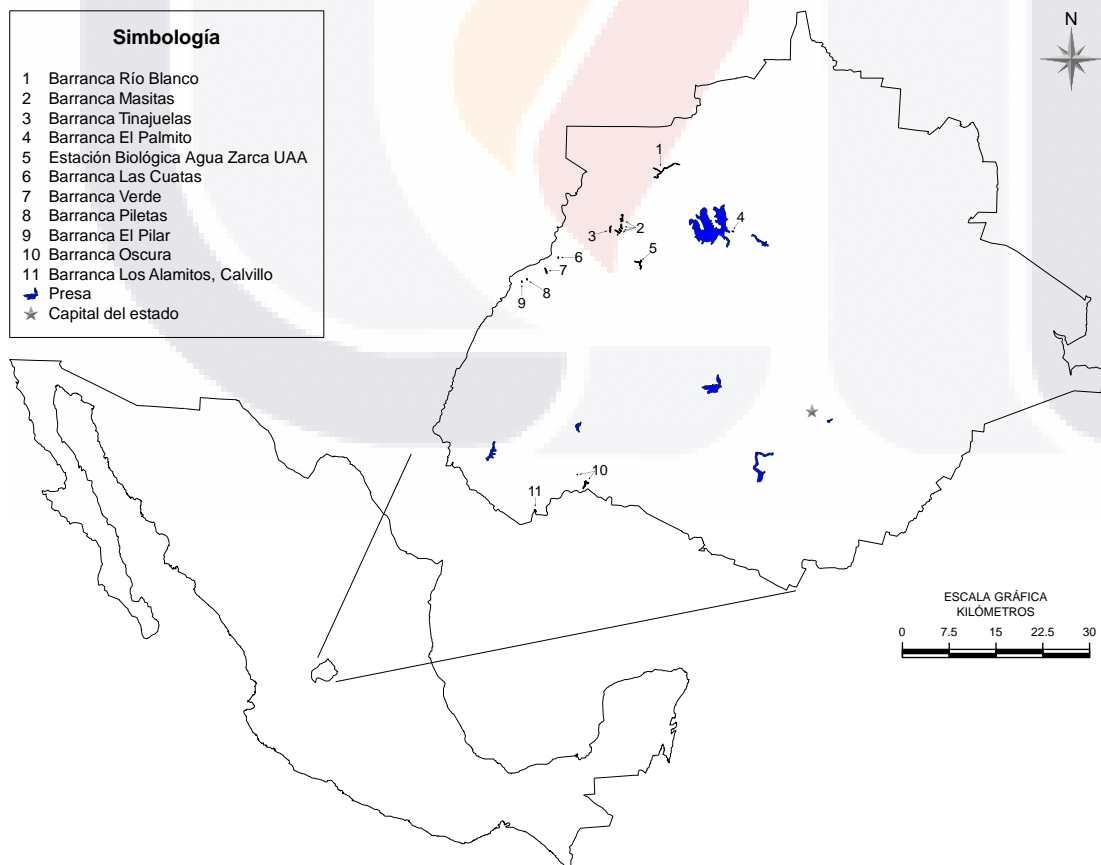 Simbología
1 Barranca Río Blanco
2 Barranca Masitas
3 Barranca Tinajuelas
4 Barranca El Palmito
5 Estación Biológica Agua Zarca UAA
6 Barranca Las Cuatas
7 Barranca Verde
8 Barranca Piletas
9 Barranca El Pilar
10 Barranca Oscura
11 Barranca Los Alamitos, Calvillo
Presa
Capital del estado
N
1
2
3
4
5
6
7
8
9
10
11
ESCALA GRÁFICA
KILÓMETROS
0 7.5 15 22.5 30